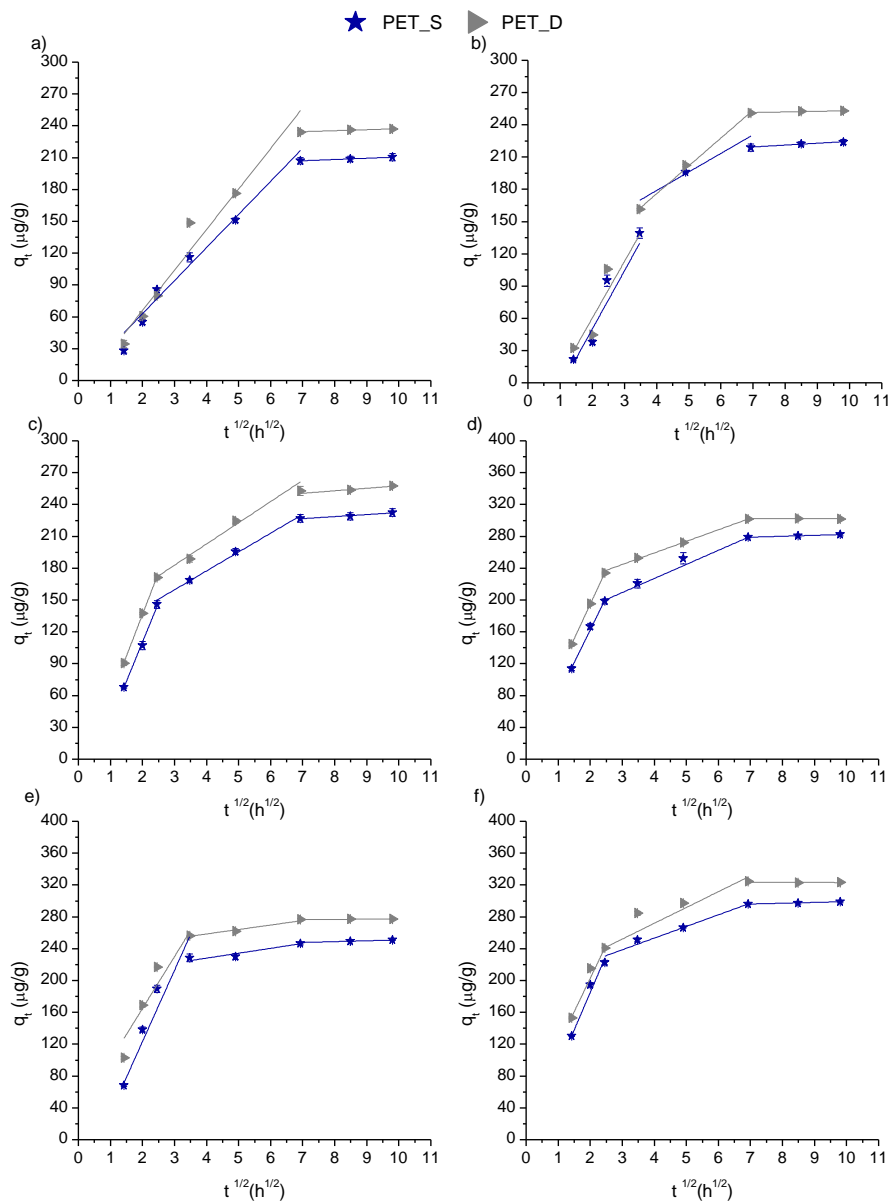 PET_S PET_D
a)
300
270
240
210
180
150
120
90
60
30
0
q_t (µg/g)
0 1 2 3 4 5 6 7 8 9 10 11
t ^1/2(h^1/2)
b)
300
270
240
210
180
150
120
90
60
30
0
q_t (µg/g)
0 1 2 3 4 5 6 7 8 9 10 11
t ^1/2(h^1/2)
c)
300
270
240
210
180
150
120
90
60
30
0
q_t (µg/g)
0 1 2 3 4 5 6 7 8 9 10 11
t ^1/2(h^1/2)
d)
400
360
320
280
240
200
160
120
80
40
0
q_t (µg/g)
0 1 2 3 4 5 6 7 8 9 10 11
t ^1/2(h^1/2)
e)
400
360
320
280
240
200
160
120
80
40
0
q_t (µg/g)
0 1 2 3 4 5 6 7 8 9 10 11
t ^1/2(h^1/2)
f)
400
360
320
280
240
200
160
120
80
40
0
q_t (µg/g)
0 1 2 3 4 5 6 7 8 9 10 11
t ^1/2(h^1/2)